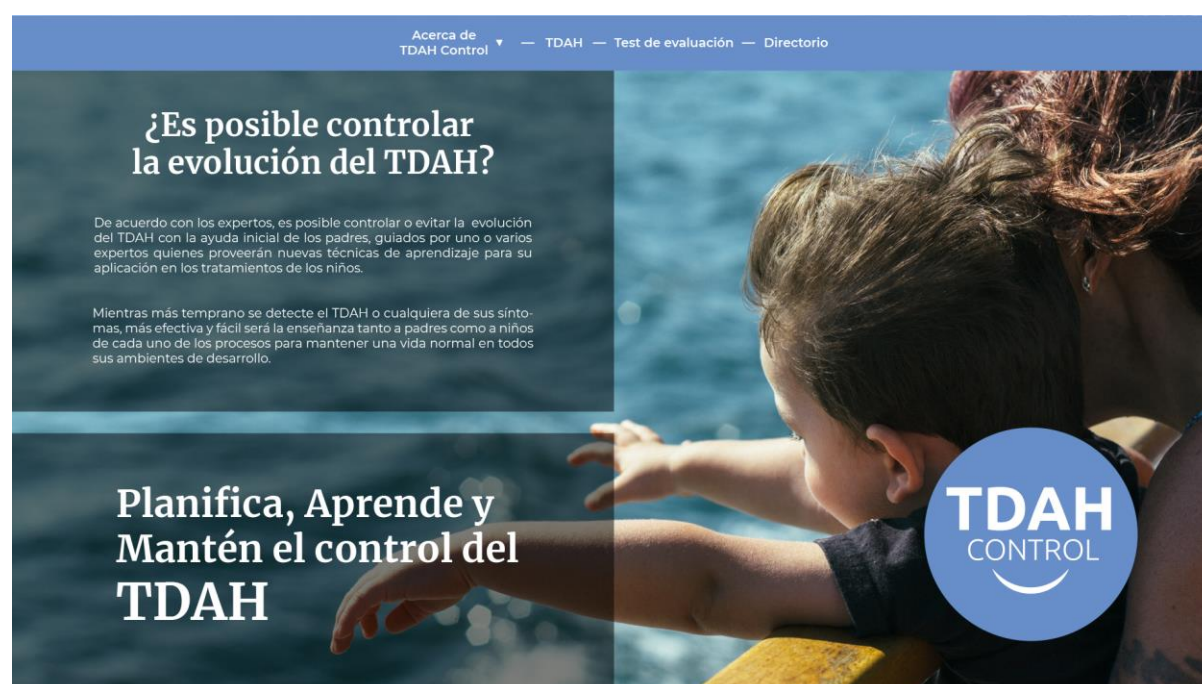 Acerca de
TDAH Control ▼ — TDAH — Test de evaluación — Directorio
¿Es posible controlar
la evolución del TDAH?
De acuerdo con los expertos, es posible controlar o evitar la evolución
del TDAH con la ayuda inicial de los padres, guiados por uno o varios
expertos quienes proveerán nuevas técnicas de aprendizaje para su
aplicación en los tratamientos de los niños.
Mientras más temprano se detecte el TDAH o cualquiera de sus sínto-
mas, más efectiva y fácil será la enseñanza tanto a padres como a niños
de cada uno de los procesos para mantener una vida normal en todos
sus ambientes de desarrollo.
Planifica, Aprende y
Mantén el control del
TDAH
TDAH
CONTROL